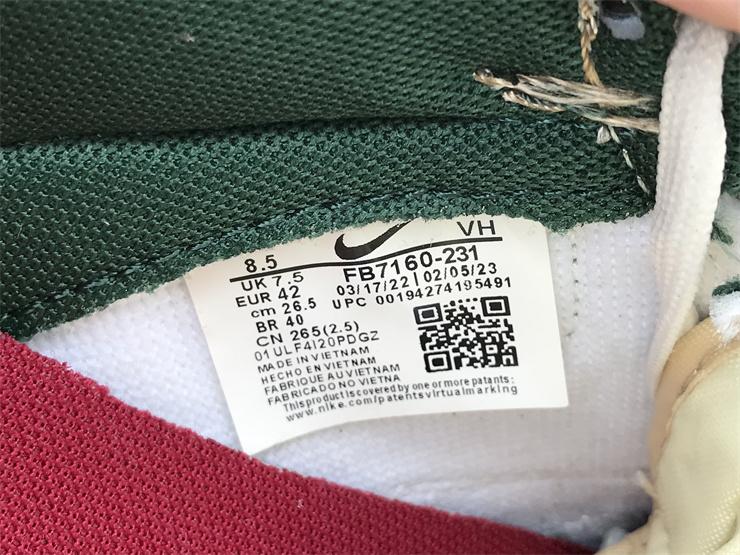 VH
8.5
UK 7.5
FB7160-231
EUR 42
03/17/22 | 02/05/23
cm 26.5
UPC 00194274195491
BR 40
CN 265(2.5)
01ULF4I20PDGZ
MADE IN VIETNAM
HECHO EN VIETNAM
FABRIQUE AU VIETNAM
FABRICADO NO VIETNA
This product is covered by one or more patents:
www.nike.com/patentsvirtualmarking